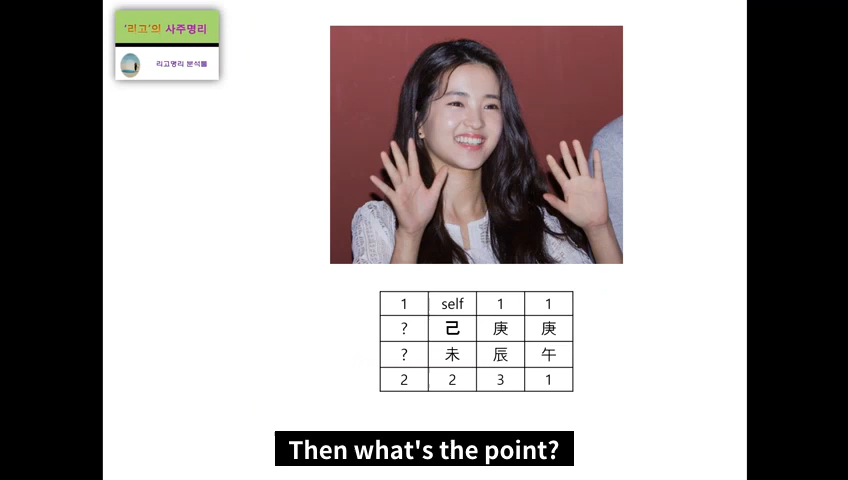 '리고'의 사주명리
리고명리 분석틀
1 self 1 1
? 己 庚 庚
? 未 辰 午
2 2 3 1
Then what's the point?